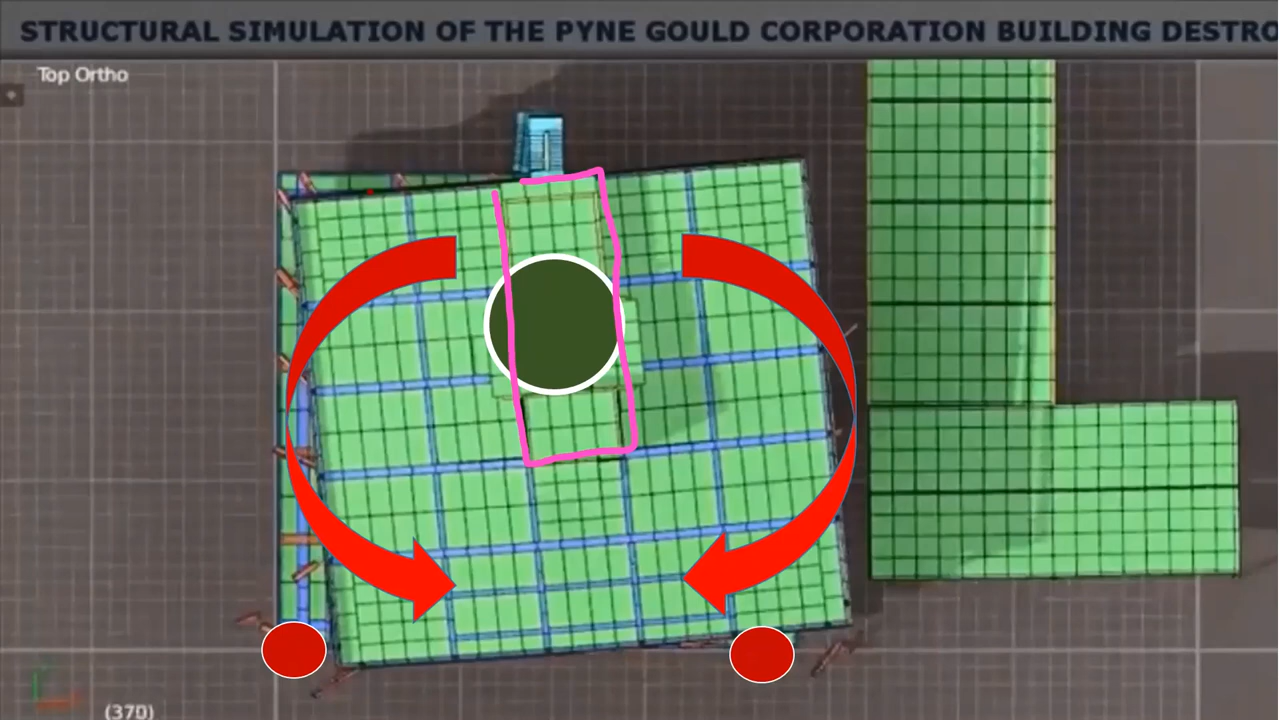 STRUCTURAL SIMULATION OF THE PYNE GOULD CORPORATION BUILDING DESTRO
Top Ortho
(370)